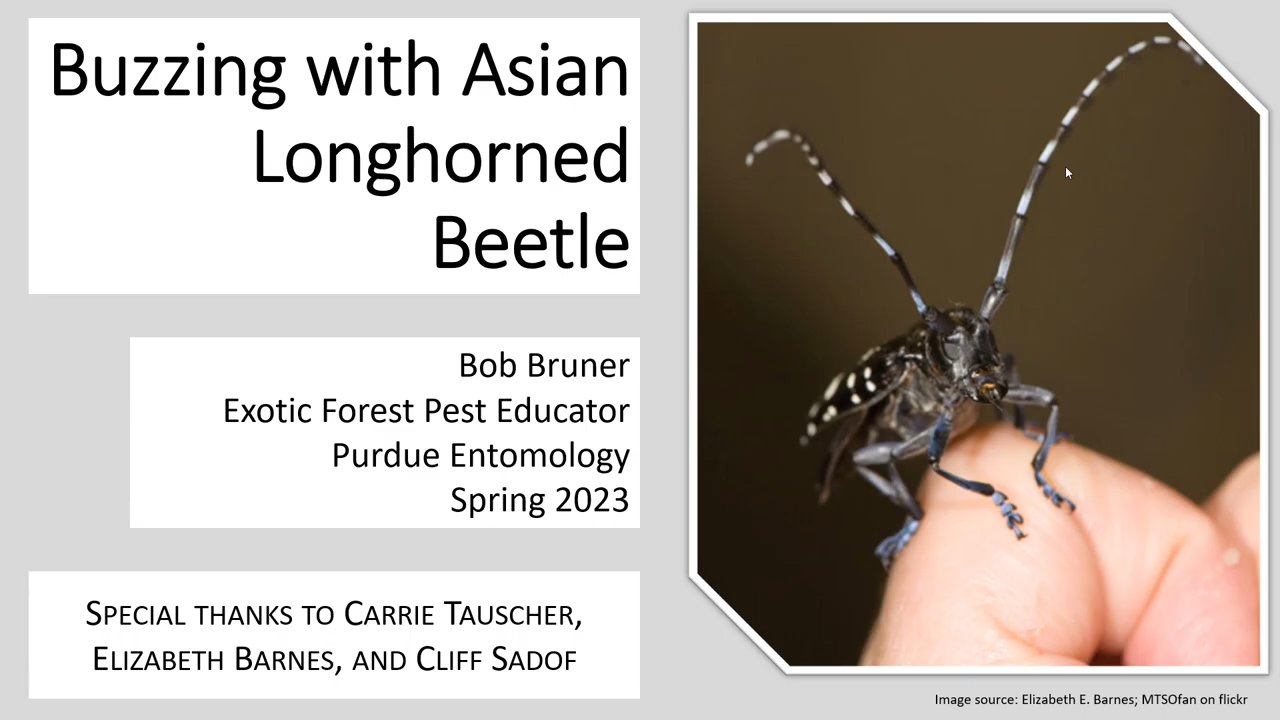 Buzzing with Asian
Longhorned
Beetle
Bob Bruner
Exotic Forest Pest Educator
Purdue Entomology
Spring 2023
SPECIAL THANKS TO CARRIE TAUSCHER,
ELIZABETH BARNES, AND CLIFF SADOF
Image source: Elizabeth E. Barnes; MTSOfan on flickr